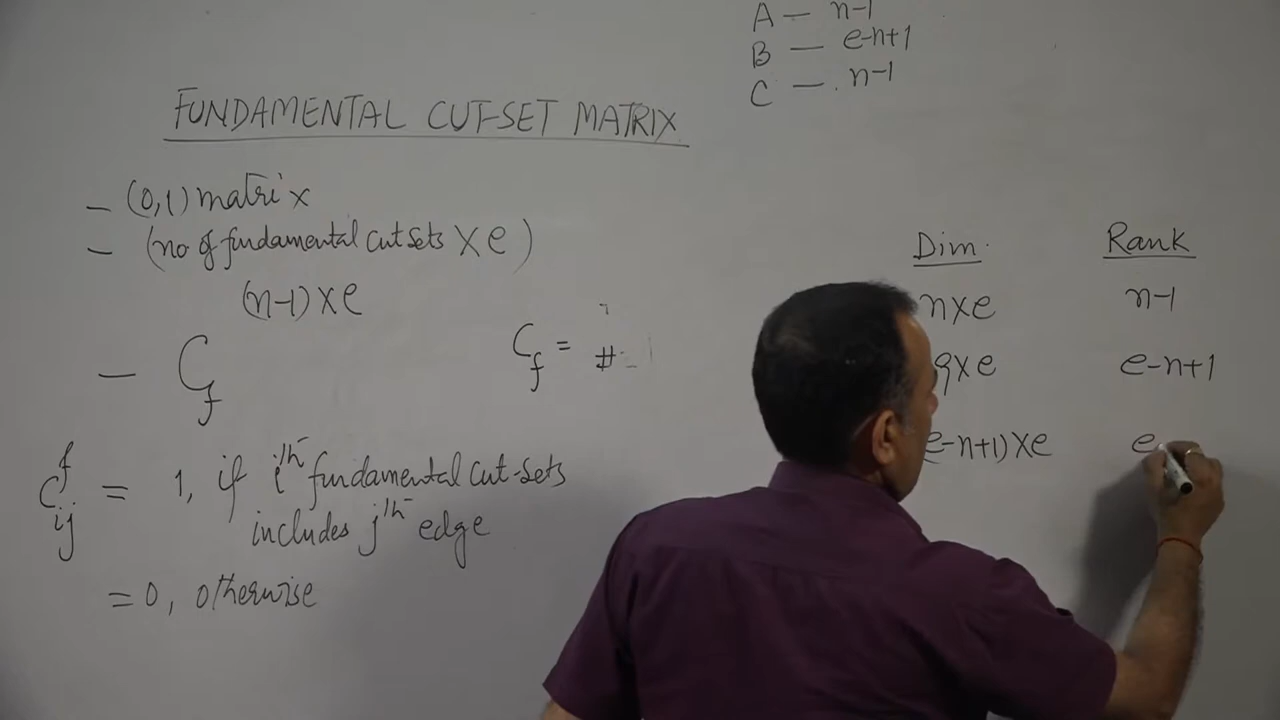 A — n-1
B — e-n+1
C — n-1
FUNDAMENTAL CUT-SET MATRIX
- (0,1) matrix
- (no of fundamental cut sets X e)
(n-1) X e
- C_f
C_f =
C^f_ij = 1, if i^th fundamental cut-sets
includes j^th edge
= 0, otherwise
Dim. Rank
n x e n-1
q x e e-n+1
e-n+1) X e e